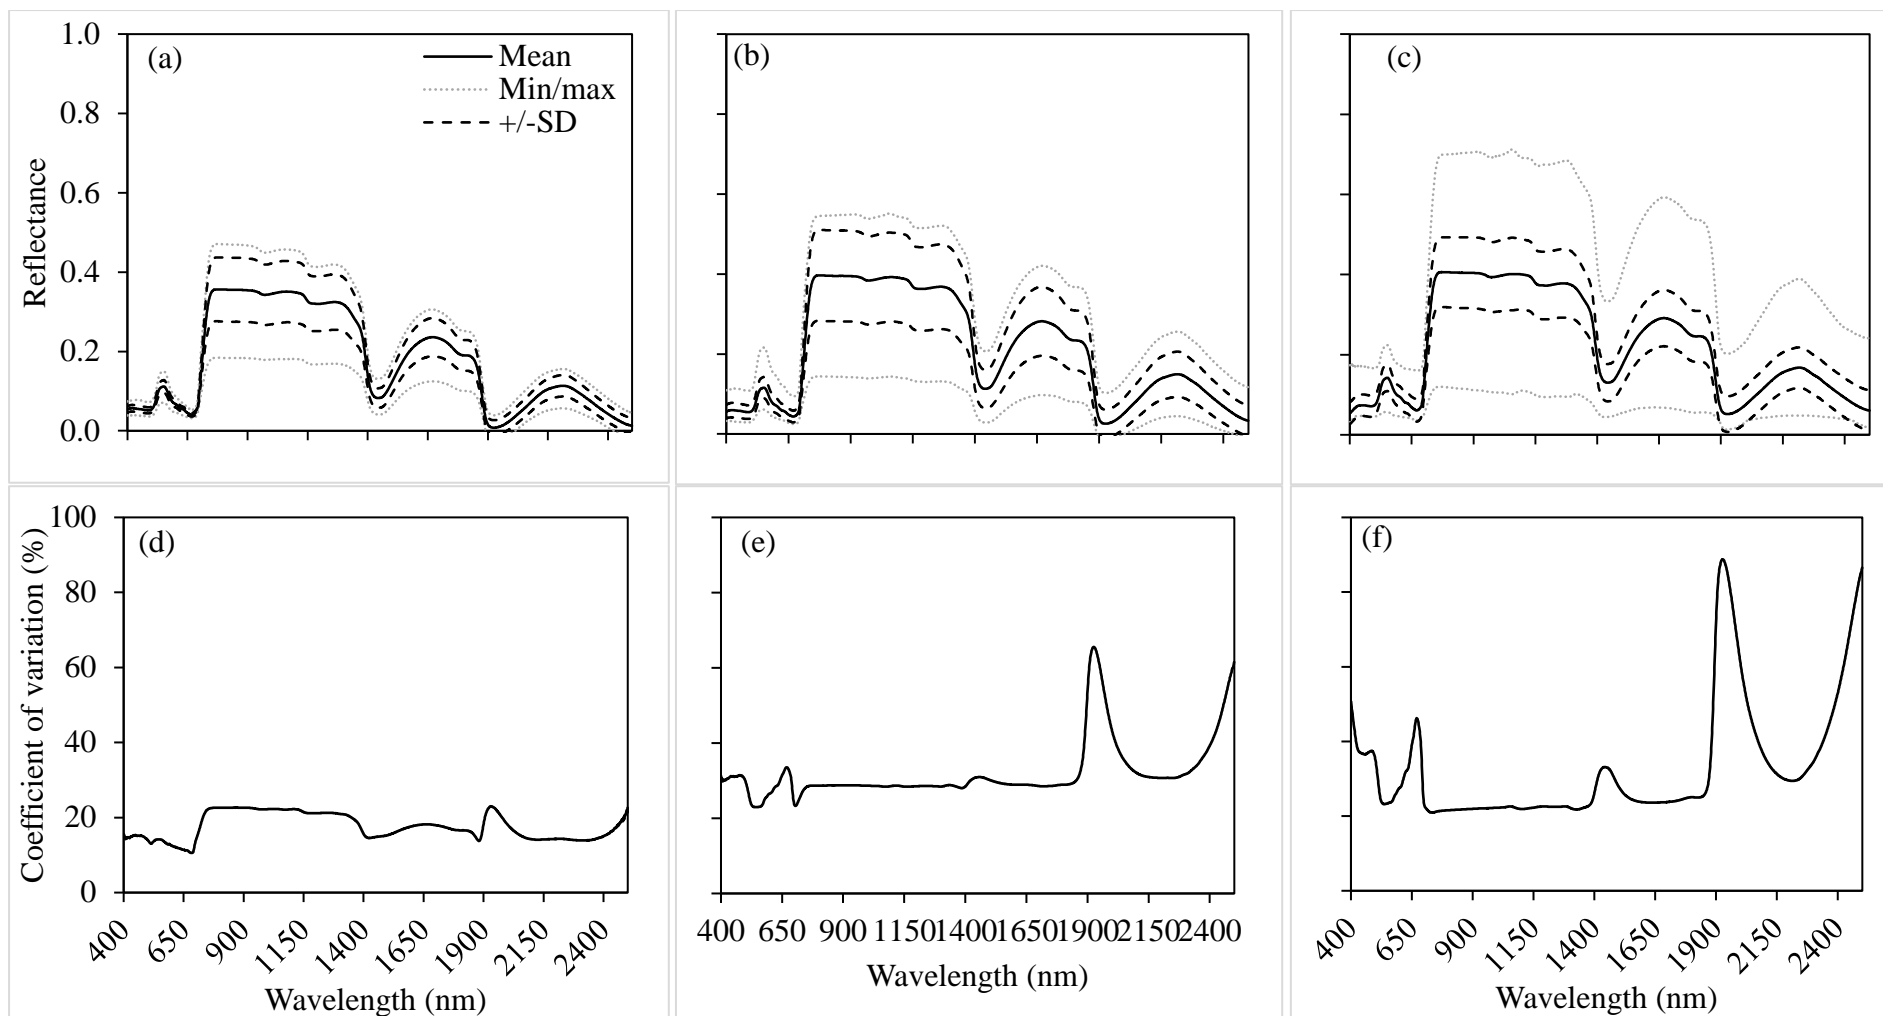 (a)
Mean
Min/max
+/-SD
1.0
0.8
0.6
0.4
0.2
0.0
Reflectance
(b)
(c)
(d)
100
80
60
40
20
0
Coefficient of variation (%)
400 650 900 1150 1400 1650 1900 2150 2400
Wavelength (nm)
(e)
400 650 900 1150 1400 1650 1900 2150 2400
Wavelength (nm)
(f)
400 650 900 1150 1400 1650 1900 2150 2400
Wavelength (nm)